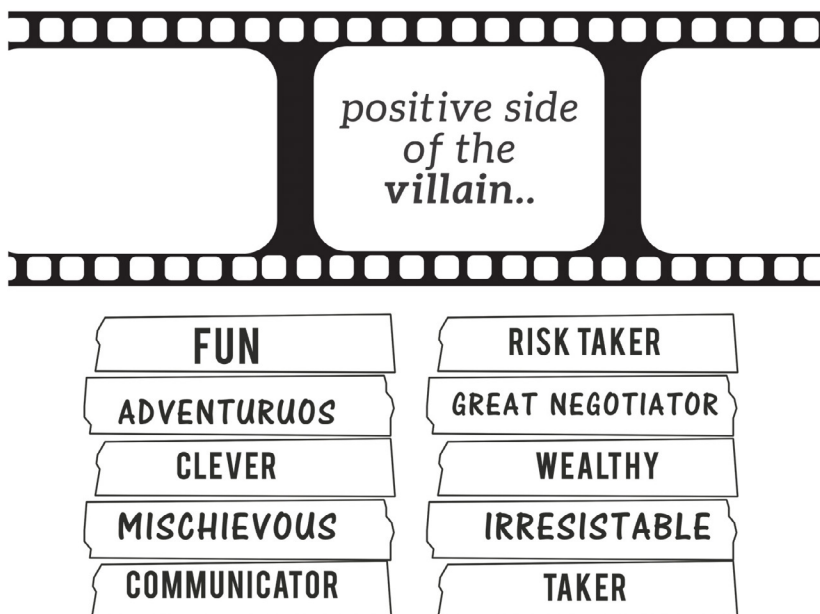 positive side
of the
villain..
FUN
RISK TAKER
ADVENTURUOS
GREAT NEGOTIATOR
CLEVER
WEALTHY
MISCHIEVOUS
IRRESISTABLE
COMMUNICATOR
TAKER